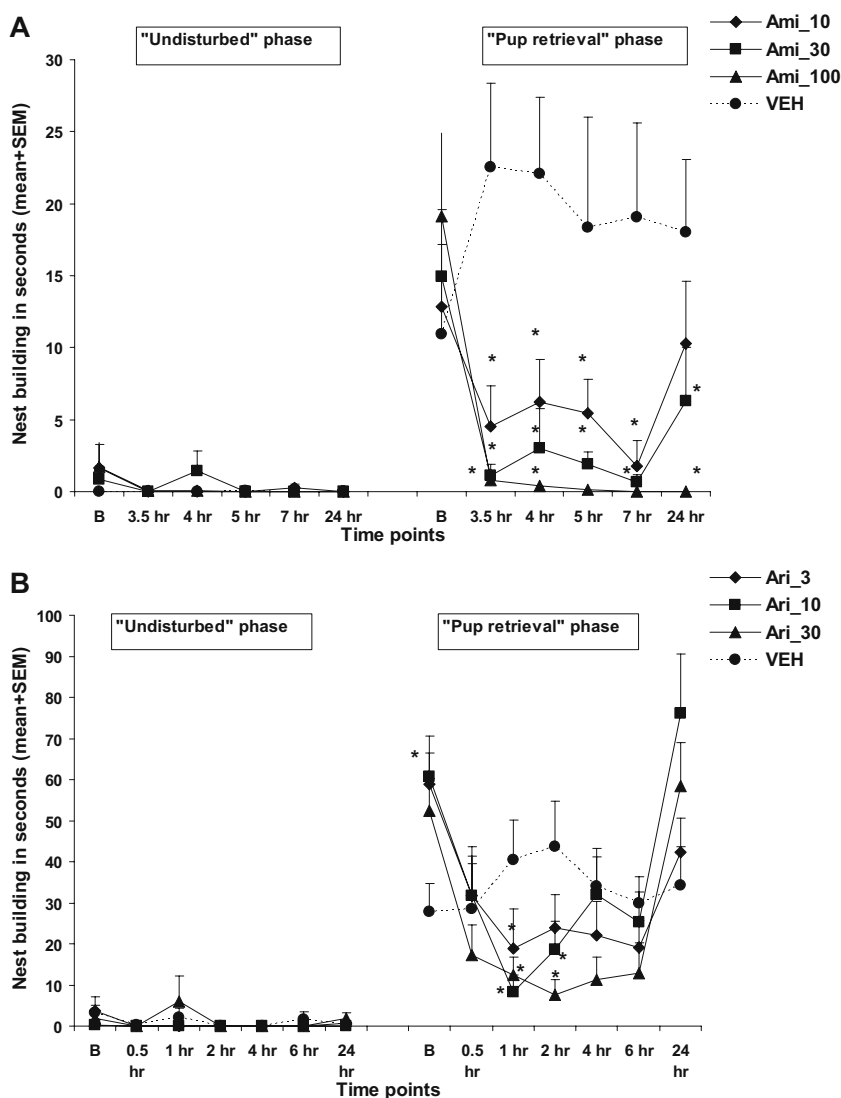 A
"Undisturbed" phase
"Pup retrieval" phase
Ami_10
Ami_30
Ami_100
VEH
Nest building in seconds (mean+SEM)
30
25
20
15
10
5
0
* * *
* * *
* * * * *
* *
B 3.5 hr 4 hr 5 hr 7 hr 24 hr B 3.5 hr 4 hr 5 hr 7 hr 24 hr
Time points
B
"Undisturbed" phase
"Pup retrieval" phase
Ari_3
Ari_10
Ari_30
VEH
Nest building in seconds (mean+SEM)
100
90
80
70
60
50
40
30
20
10
0
*
*
* * *
*
B 0.5 hr 1 hr 2 hr 4 hr 6 hr 24 hr B 0.5 hr 1 hr 2 hr 4 hr 6 hr 24 hr
Time points